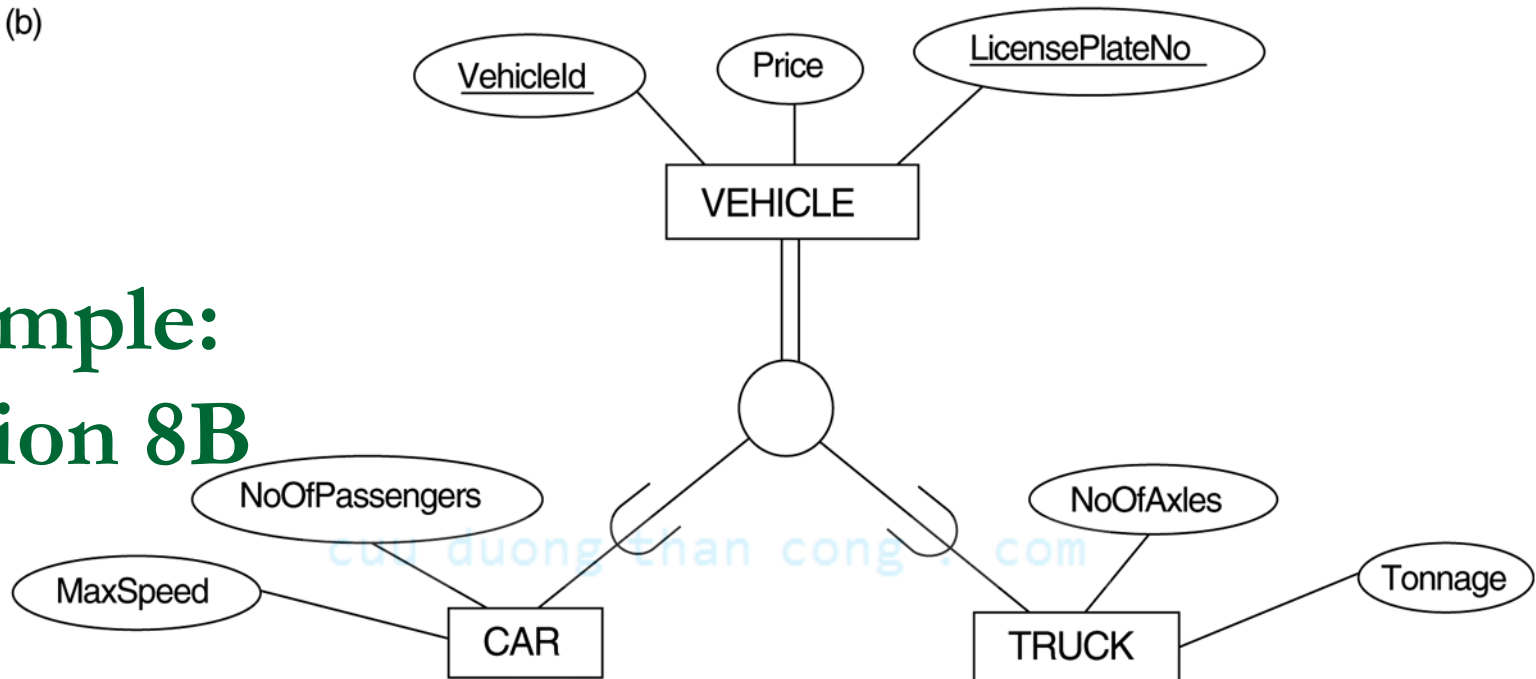 (b)
VehicleId
Price
LicensePlateNo
VEHICLE
mple:
ion 8B
NoOfPassengers
NoOfAxles
cuu duong than cong . com
MaxSpeed
Tonnage
CAR
TRUCK